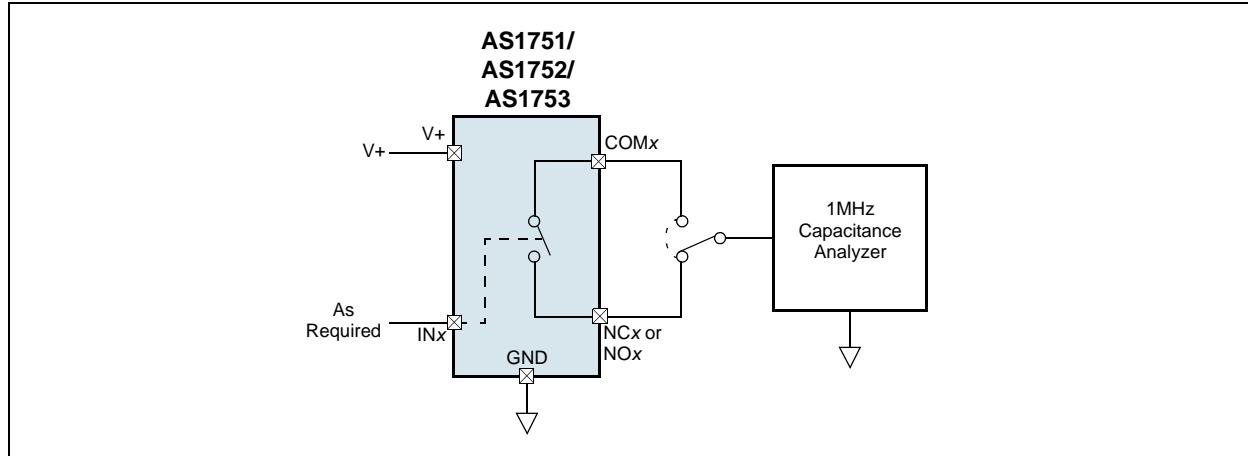 AS1751/
AS1752/
AS1753
V+
V+
COMx
1MHz
Capacitance
Analyzer
As
Required
INx
NCx or
NOx
GND